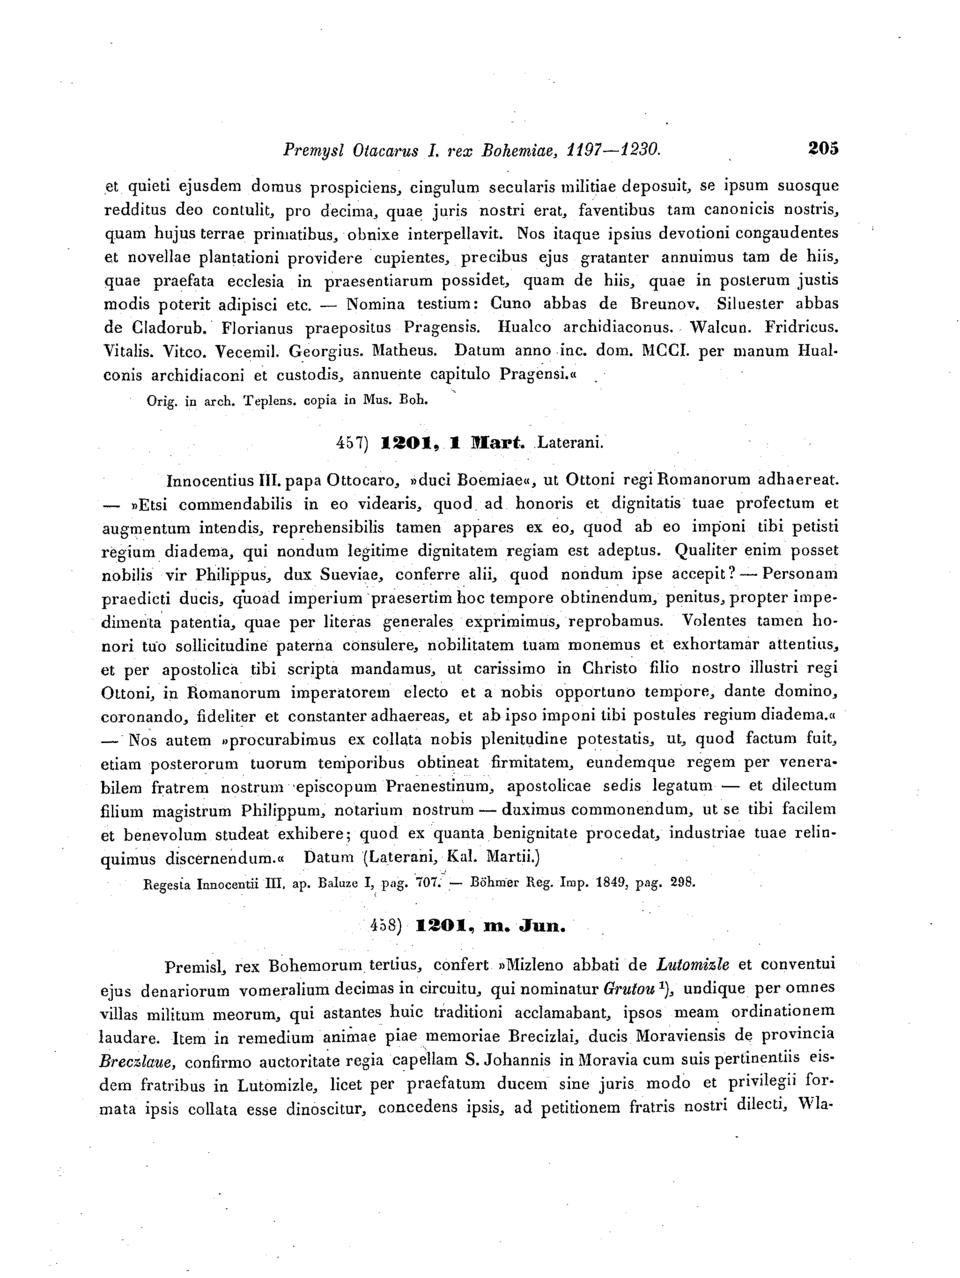 Premysl Otacarus I. rex Bohemiae, 1197—1230. 205
et quieti ejusdem domus prospiciens, cingulum secularis militiae deposuit, se ipsum suosque
redditus deo contulit, pro decima, quae juris nostri erat, faventibus tam canonicis nostris,
quam hujus terrae primatibus, obnixe interpellavit. Nos itaque ipsius devotioni congaudentes
et novellae plantationi providere cupientes, precibus ejus gratanter annuimus tam de hiis,
quae praefata ecclesia in praesentiarum possidet, quam de hiis, quae in posterum justis
modis poterit adipisci etc. — Nomina testium: Cuno abbas de Breunov. Siluester abbas
de Cladorub. Florianus praepositus Pragensis. Hualco archidiaconus. Walcun. Fridricus.
Vitalis. Vitco. Vecemil. Georgius. Matheus. Datum anno inc. dom. MCCI. per manum Hual-
conis archidiaconi et custodis, annuente capitulo Pragensi.«
Orig. in arch. Teplens. copia in Mus. Boh.
457) 1201, 1 Mart. Laterani.
Innocentius III. papa Ottocaro, »duci Boemiae«, ut Ottoni regi Romanorum adhaereat.
— »Etsi commendabilis in eo videaris, quod ad honoris et dignitatis tuae profectum et
augmentum intendis, reprehensibilis tamen appares ex eo, quod ab eo imponi tibi petisti
regium diadema, qui nondum legitime dignitatem regiam est adeptus. Qualiter enim posset
nobilis vir Philippus, dux Sueviae, conferre alii, quod nondum ipse accepit? — Personam
praedicti ducis, quoad imperium praesertim hoc tempore obtinendum, penitus, propter impe-
dimenta patentia, quae per literas generales exprimimus, reprobamus. Volentes tamen ho-
nori tuo sollicitudine paterna consulere, nobilitatem tuam monemus et exhortamar attentius,
et per apostolica tibi scripta mandamus, ut carissimo in Christo filio nostro illustri regi
Ottoni, in Romanorum imperatorem electo et a nobis opportuno tempore, dante domino,
coronando, fideliter et constanter adhaereas, et ab ipso imponi tibi postules regium diadema.«
— Nos autem »procurabimus ex collata nobis plenitudine potestatis, ut, quod factum fuit,
etiam posterorum tuorum temporibus obtineat firmitatem, eundemque regem per venera-
bilem fratrem nostrum episcopum Praenestinum, apostolicae sedis legatum — et dilectum
filium magistrum Philippum, notarium nostrum — duximus commonendum, ut se tibi facilem
et benevolum studeat exhibere; quod ex quanta benignitate procedat, industriae tuae relin-
quimus discernendum.« Datum (Laterani, Kal. Martii.)
Regesta Innocentii III. ap. Baluze I, pag. 707. — Böhmer Reg. Imp. 1849, pag. 298.
458) 1201, m. Jun.
Premisl, rex Bohemorum tertius, confert »Mizleno abbati de Lutomizle et conventui
ejus denariorum vomeralium decimas in circuitu, qui nominatur Grutou ¹), undique per omnes
villas militum meorum, qui astantes huic traditioni acclamabant, ipsos meam ordinationem
laudare. Item in remedium animae piae memoriae Brecizlai, ducis Moraviensis de provincia
Breczlaue, confirmo auctoritate regia capellam S. Johannis in Moravia cum suis pertinentiis eis-
dem fratribus in Lutomizle, licet per praefatum ducem sine juris modo et privilegii for-
mata ipsis collata esse dinoscitur, concedens ipsis, ad petitionem fratris nostri dilecti, Wla-